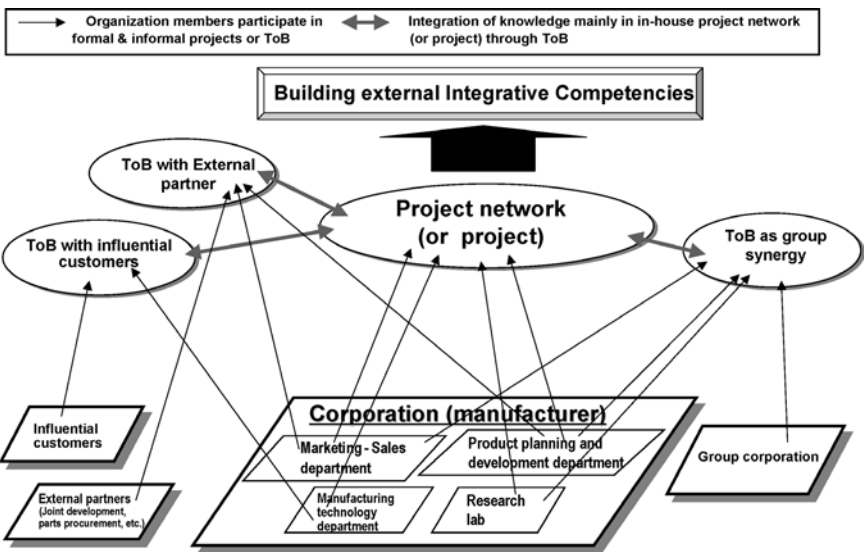 Organization members participate in
formal & informal projects or ToB
Integration of knowledge mainly in in-house project network
(or project) through ToB
Building external Integrative Competencies
ToB with External
partner
Project network
(or project)
ToB with influential
customers
ToB as group
synergy
Corporation (manufacturer)
Influential
customers
Marketing - Sales
department
Product planning and
development department
Group corporation
External partners
(Joint development,
parts procurement, etc.)
Manufacturing
technology
department
Research
lab